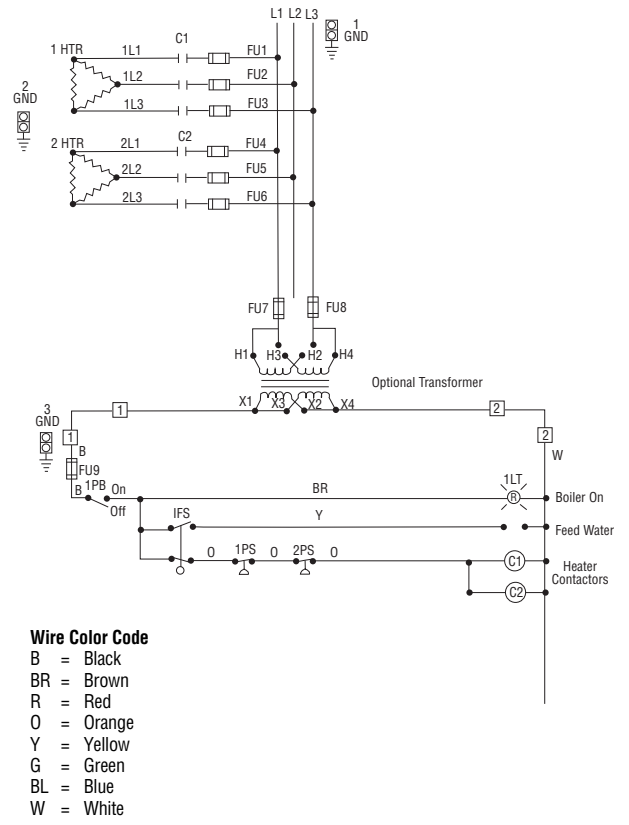 L1 L2 L3
1
GND
C1
1 HTR 1L1 FU1
1L2 FU2
1L3 FU3
2
GND
2 HTR 2L1 C2 FU4
2L2 FU5
2L3 FU6
FU7 FU8
H1 H3 H2 H4
Optional Transformer
X1 X3 X2 X4
3
GND
1 2
1 2
B W
FU9
B 1PB On BR 1LT
R Boiler On
Off
IFS Y Feed Water
O 1PS O 2PS O C1 Heater
Contactors
C2
Wire Color Code
B = Black
BR = Brown
R = Red
O = Orange
Y = Yellow
G = Green
BL = Blue
W = White